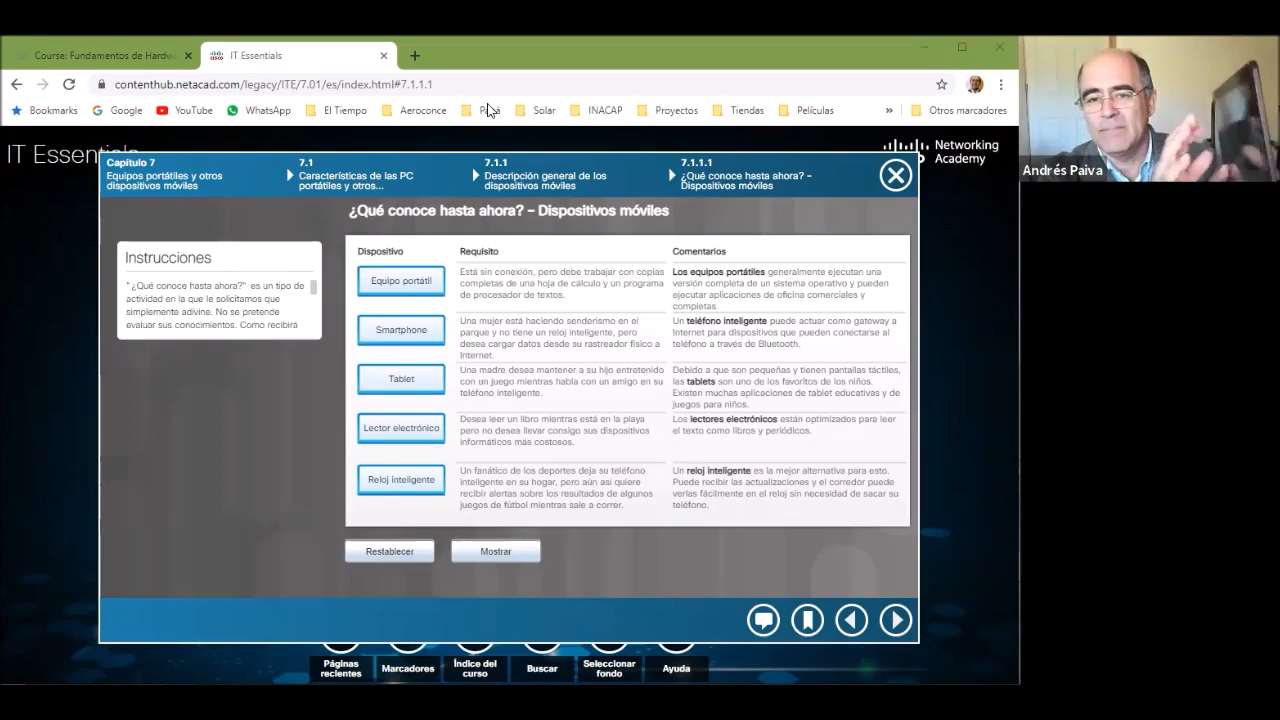 Course: Fundamentos de Hardw
IT Essentials
contenthub.netacad.com/legacy/ITE/7.01/es/index.html#7.1.1.1
Bookmarks Google YouTube WhatsApp El Tiempo Aeroconce Solar INACAP Proyectos Tiendas Películas » Otros marcadores
IT Essentials
cisco
Networking
Academy
Andrés Paiva
Capítulo 7
Equipos portátiles y otros
dispositivos móviles
7.1
Características de las PC
portátiles y otros...
7.1.1
Descripción general de los
dispositivos móviles
7.1.1.1
¿Qué conoce hasta ahora? –
Dispositivos móviles
¿Qué conoce hasta ahora? – Dispositivos móviles
Instrucciones
"¿Qué conoce hasta ahora?" es un tipo de
actividad en la que le solicitamos que
simplemente adivine. No se pretende
evaluar sus conocimientos. Como recibirá
Dispositivo Requisito Comentarios
Equipo portátil
Está sin conexión, pero debe trabajar con copias
completas de una hoja de cálculo y un programa
de procesador de textos.
Los equipos portátiles generalmente ejecutan una
versión completa de un sistema operativo y pueden
ejecutar aplicaciones de oficina comerciales y
completas.
Smartphone
Una mujer está haciendo senderismo en el
parque y no tiene un reloj inteligente, pero
desea cargar datos desde su rastreador físico a
Internet.
Un teléfono inteligente puede actuar como gateway a
Internet para dispositivos que pueden conectarse al
teléfono a través de Bluetooth.
Tablet
Una madre desea mantener a su hijo entretenido
con un juego mientras habla con un amigo en su
teléfono inteligente.
Debido a que son pequeñas y tienen pantallas táctiles,
las tablets son uno de los favoritos de los niños.
Existen muchas aplicaciones de tablet educativas y de
juegos para niños.
Lector electrónico
Desea leer un libro mientras está en la playa
pero no desea llevar consigo sus dispositivos
informáticos más costosos.
Los lectores electrónicos están optimizados para leer
el texto como libros y periódicos.
Reloj inteligente
Un fanático de los deportes deja su teléfono
inteligente en su hogar, pero aún así quiere
recibir alertas sobre los resultados de algunos
juegos de fútbol mientras sale a correr.
Un reloj inteligente es la mejor alternativa para esto.
Puede recibir las actualizaciones y el corredor puede
verlas fácilmente en el reloj sin necesidad de sacar su
teléfono.
Restablecer Mostrar
Páginas
recientes
Marcadores
Índice del
curso
Buscar
Seleccionar
fondo
Ayuda